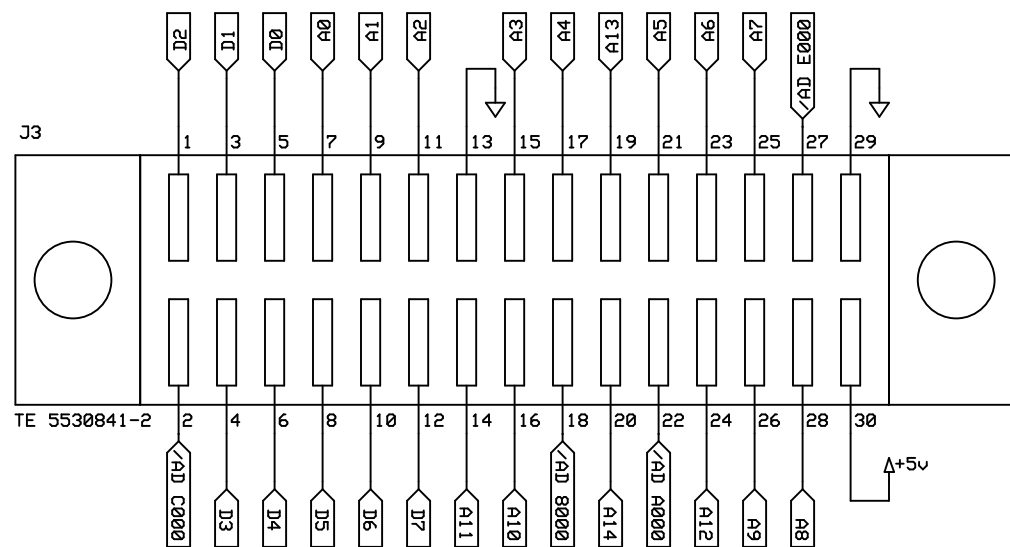 D2 D1 D0 A0 A1 A2 A3 A4 A13 A5 A6 A7 /AD E000
J3
1 3 5 7 9 11 13 15 17 19 21 23 25 27 29
TE 5530841-2 2 4 6 8 10 12 14 16 18 20 22 24 26 28 30
+5v
/AD C000 D3 D4 D5 D6 D7 A11 A10 /AD 8000 A14 /AD A000 A12 A9 A8